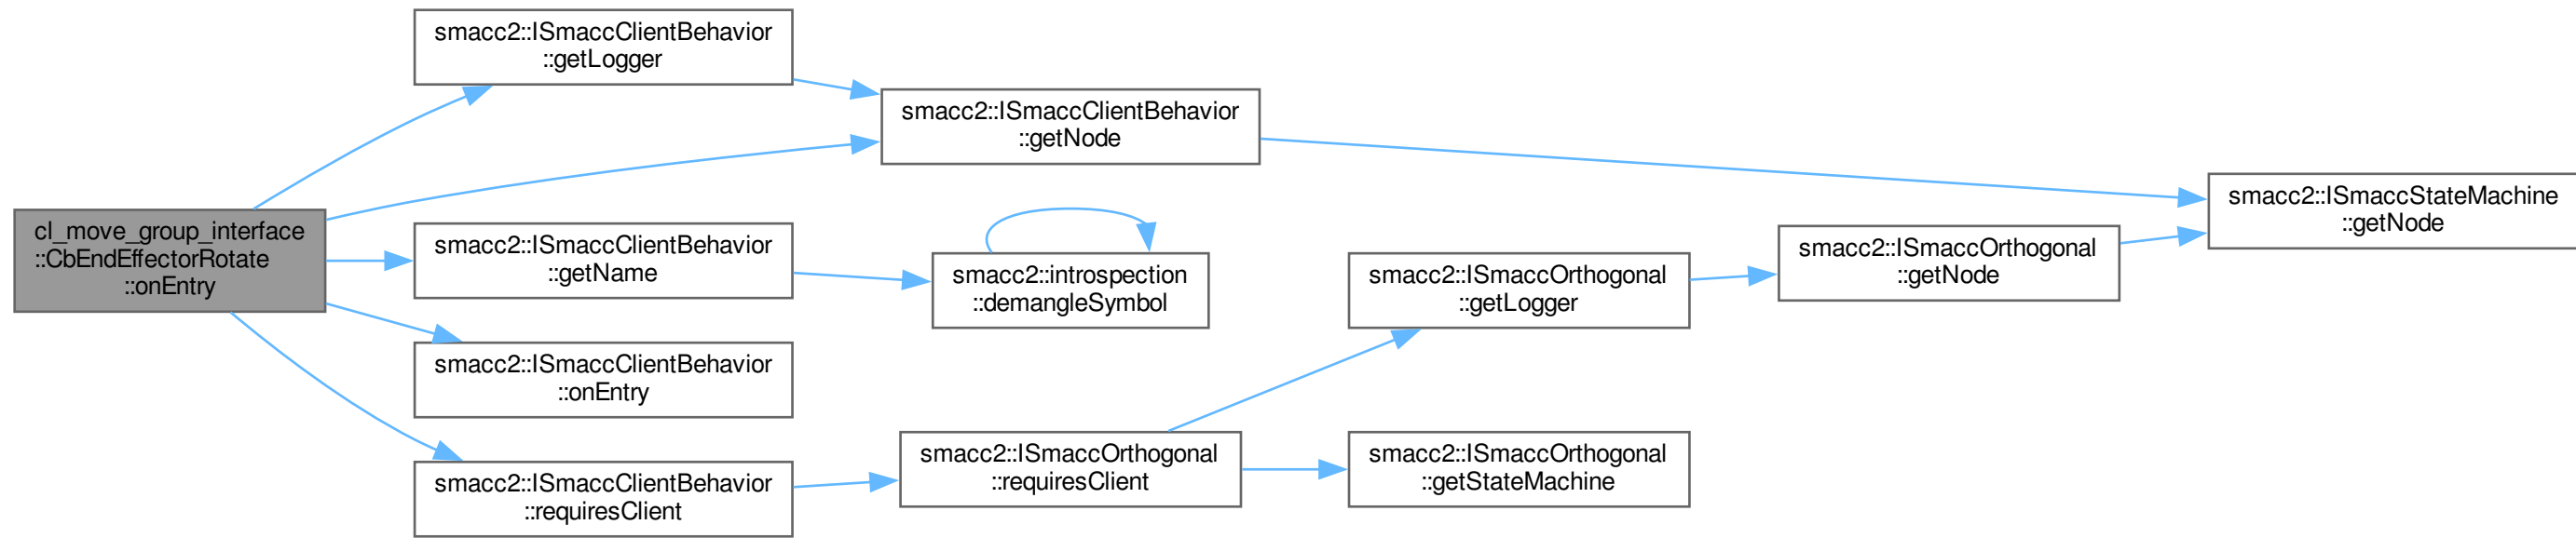 cl_move_group_interface
::CbEndEffectorRotate
::onEntry
smacc2::ISmaccClientBehavior
::getLogger
smacc2::ISmaccClientBehavior
::getNode
smacc2::ISmaccStateMachine
::getNode
smacc2::ISmaccClientBehavior
::getName
smacc2::introspection
::demangleSymbol
smacc2::ISmaccOrthogonal
::getLogger
smacc2::ISmaccOrthogonal
::getNode
smacc2::ISmaccClientBehavior
::onEntry
smacc2::ISmaccClientBehavior
::requiresClient
smacc2::ISmaccOrthogonal
::requiresClient
smacc2::ISmaccOrthogonal
::getStateMachine